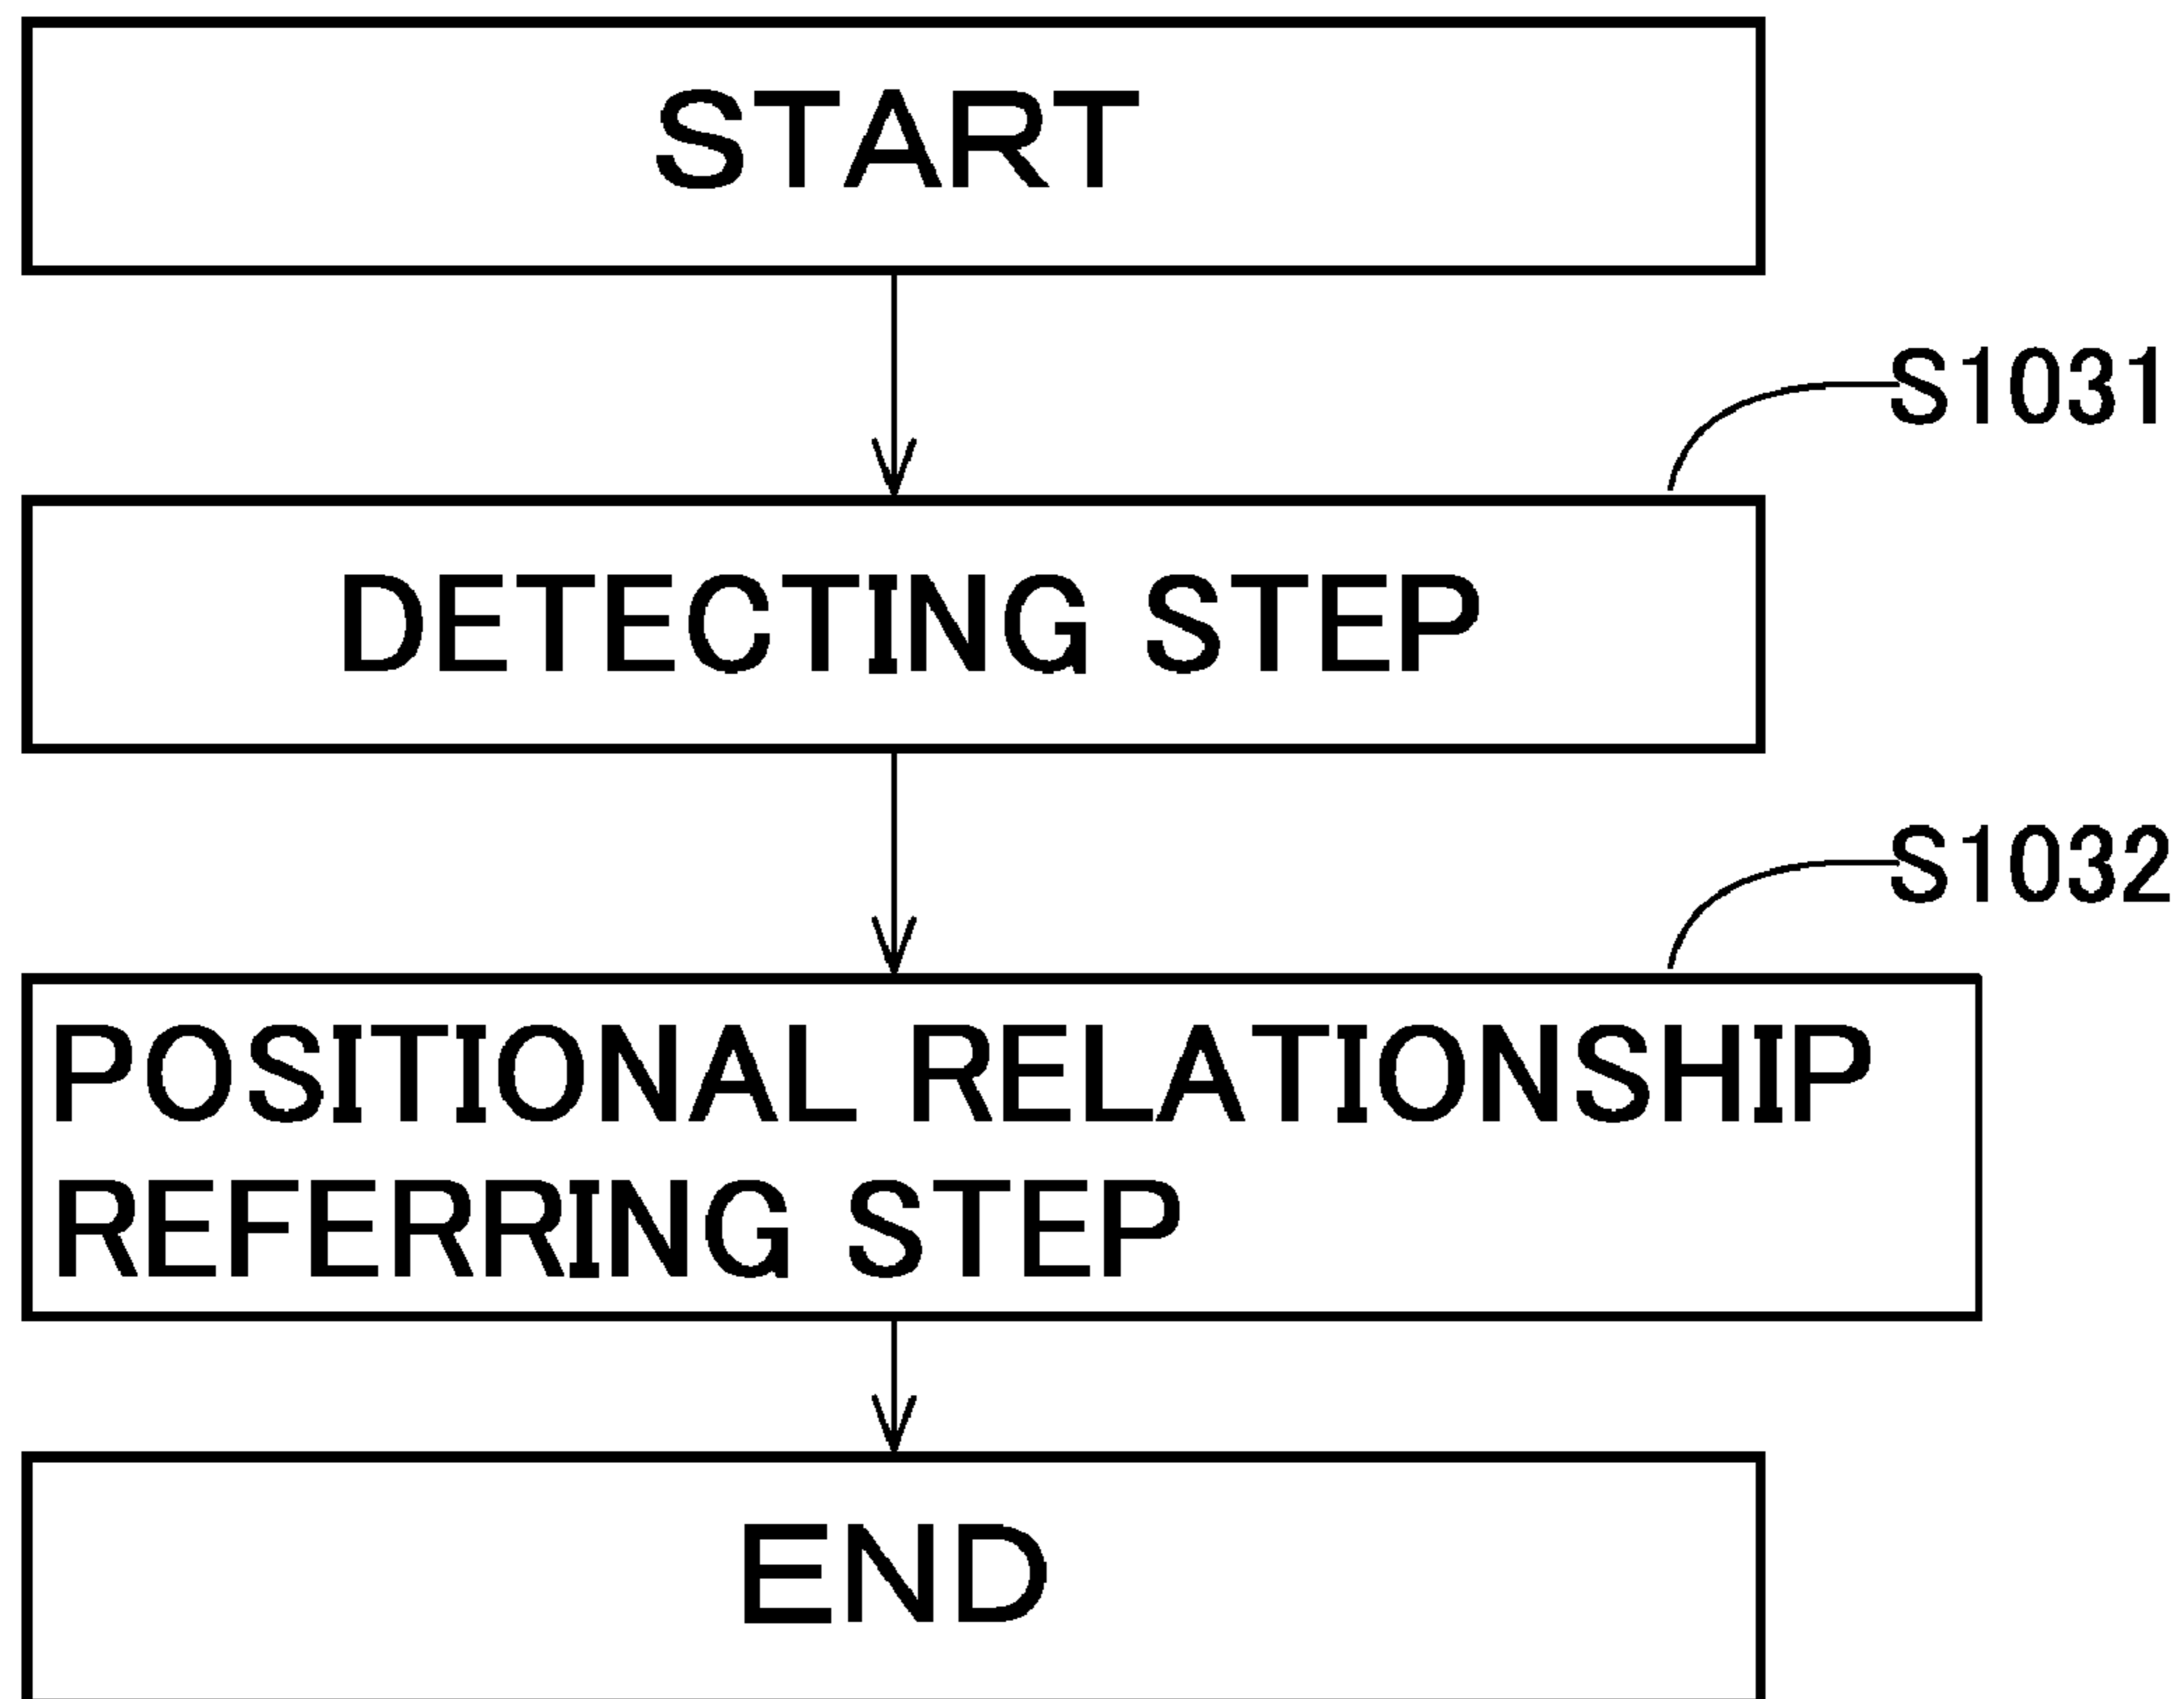 START
S1031
DETECTING STEP
S1032
POSITIONAL RELATIONSHIP
REFERRING STEP
END